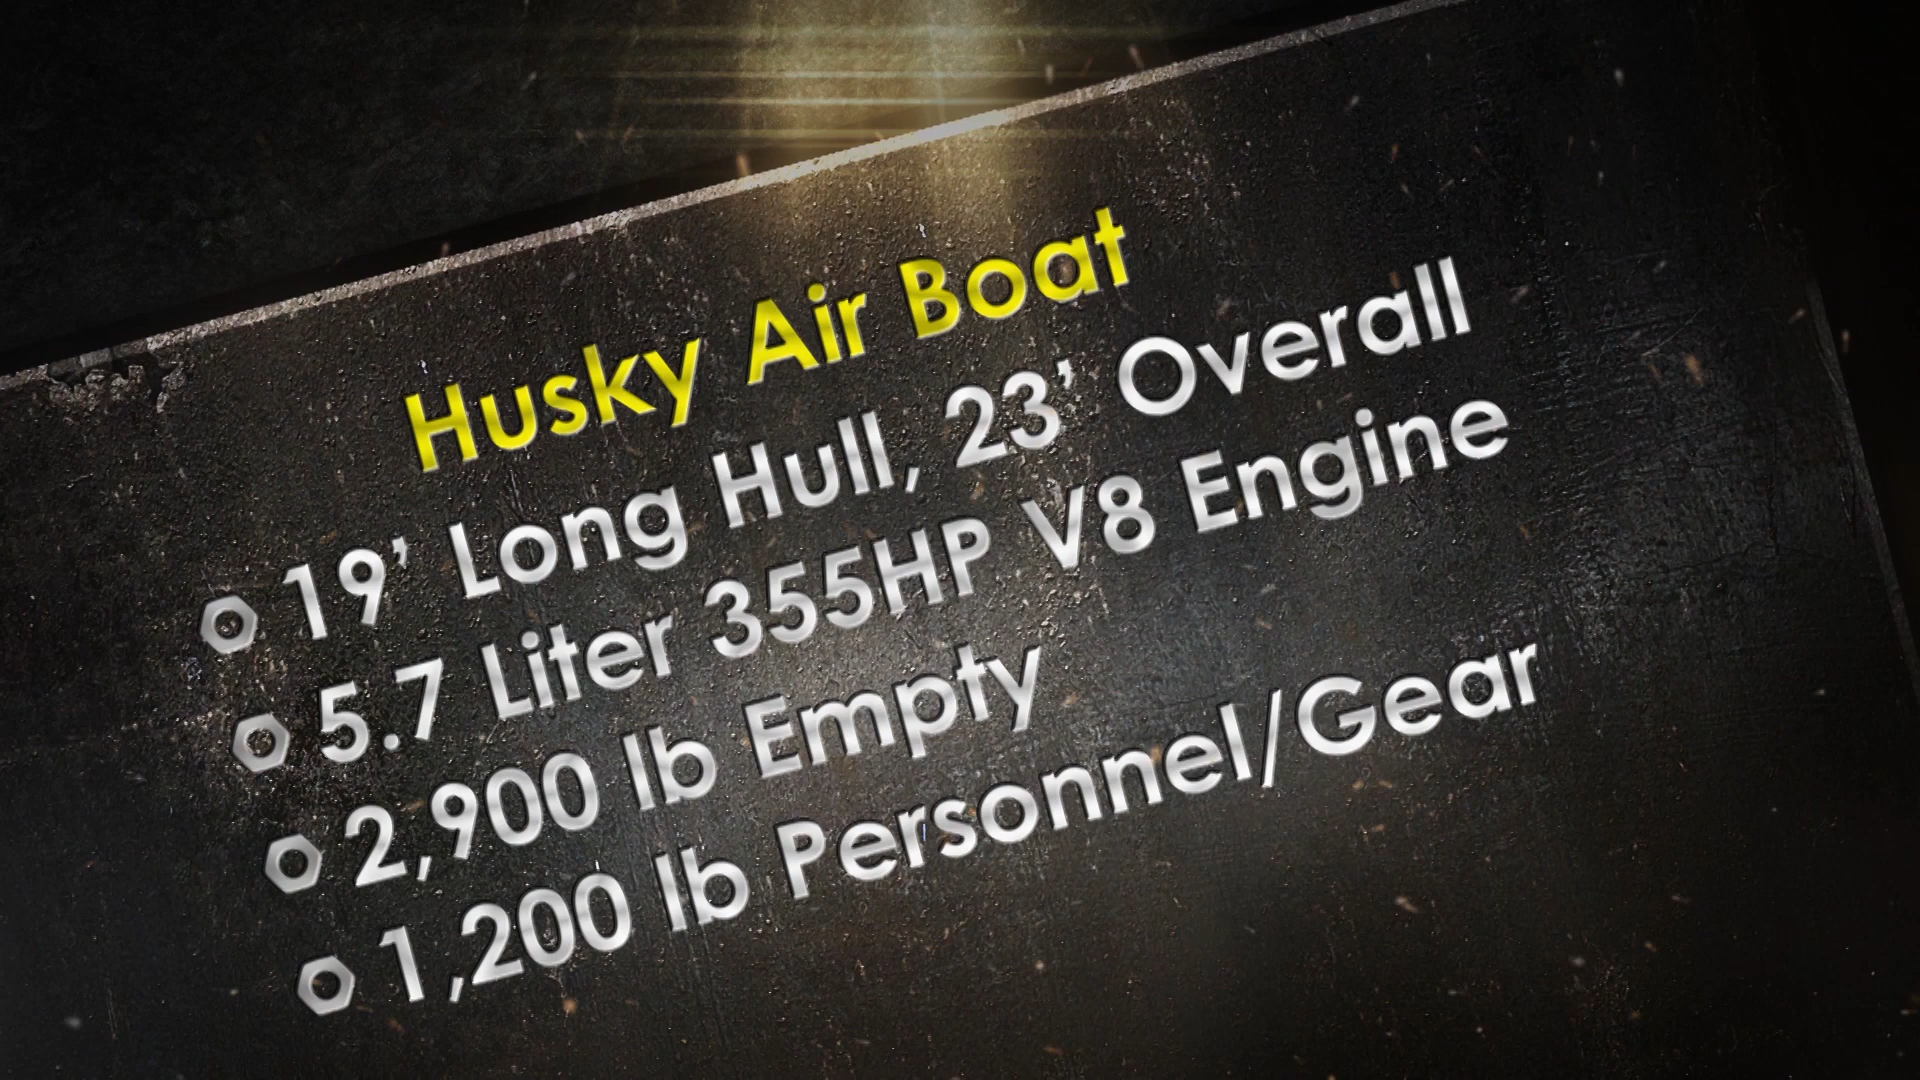 Husky Air Boat
19’ Long Hull, 23’ Overall
5.7 Liter 355HP V8 Engine
2,900 lb Empty
1,200 lb Personnel/Gear